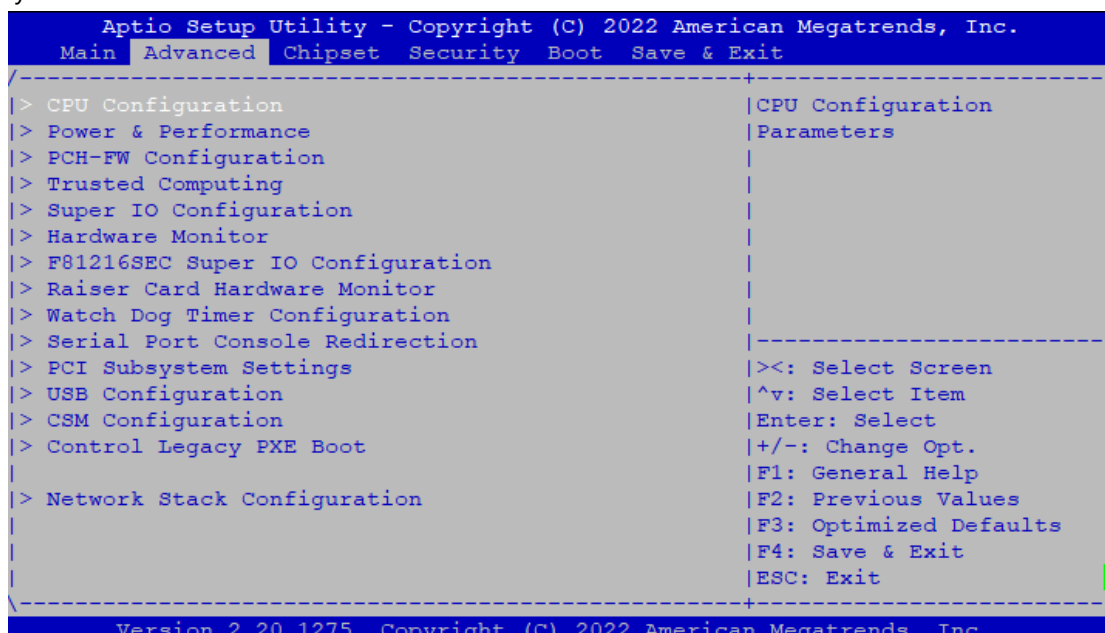 Aptio Setup Utility - Copyright (C) 2022 American Megatrends, Inc.
Main Advanced Chipset Security Boot Save & Exit
/----------------------------------------------------+-------------------------
|> CPU Configuration |CPU Configuration
|> Power & Performance |Parameters
|> PCH-FW Configuration |
|> Trusted Computing |
|> Super IO Configuration |
|> Hardware Monitor |
|> F81216SEC Super IO Configuration |
|> Raiser Card Hardware Monitor |
|> Watch Dog Timer Configuration |
|> Serial Port Console Redirection |-------------------------
|> PCI Subsystem Settings |><: Select Screen
|> USB Configuration |^v: Select Item
|> CSM Configuration |Enter: Select
|> Control Legacy PXE Boot |+/-: Change Opt.
| |F1: General Help
|> Network Stack Configuration |F2: Previous Values
| |F3: Optimized Defaults
| |F4: Save & Exit
| |ESC: Exit
\----------------------------------------------------+-------------------------
Version 2.20.1275. Copyright (C) 2022 American Megatrends, Inc.